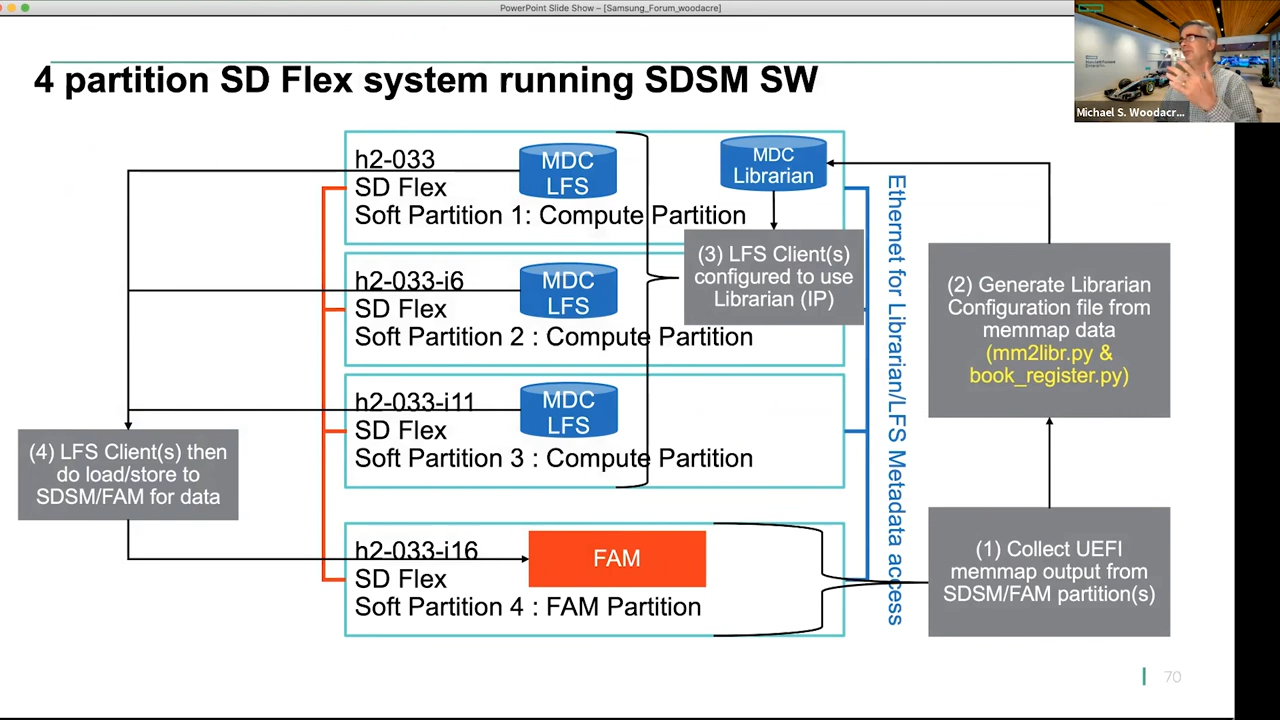 PowerPoint Slide Show – [Samsung_Forum_woodacre]
4 partition SD Flex system running SDSM SW
Michael S. Woodacr...
h2-033
SD Flex
Soft Partition 1: Compute Partition
MDC
LFS
MDC
Librarian
(3) LFS Client(s)
configured to use
Librarian (IP)
h2-033-i6
SD Flex
Soft Partition 2 : Compute Partition
MDC
LFS
h2-033-i11
SD Flex
Soft Partition 3 : Compute Partition
MDC
LFS
h2-033-i16
SD Flex
Soft Partition 4 : FAM Partition
FAM
Ethernet for Librarian/LFS Metadata access
(2) Generate Librarian
Configuration file from
memmap data
(mm2libr.py &
book_register.py)
(4) LFS Client(s) then
do load/store to
SDSM/FAM for data
(1) Collect UEFI
memmap output from
SDSM/FAM partition(s)
70